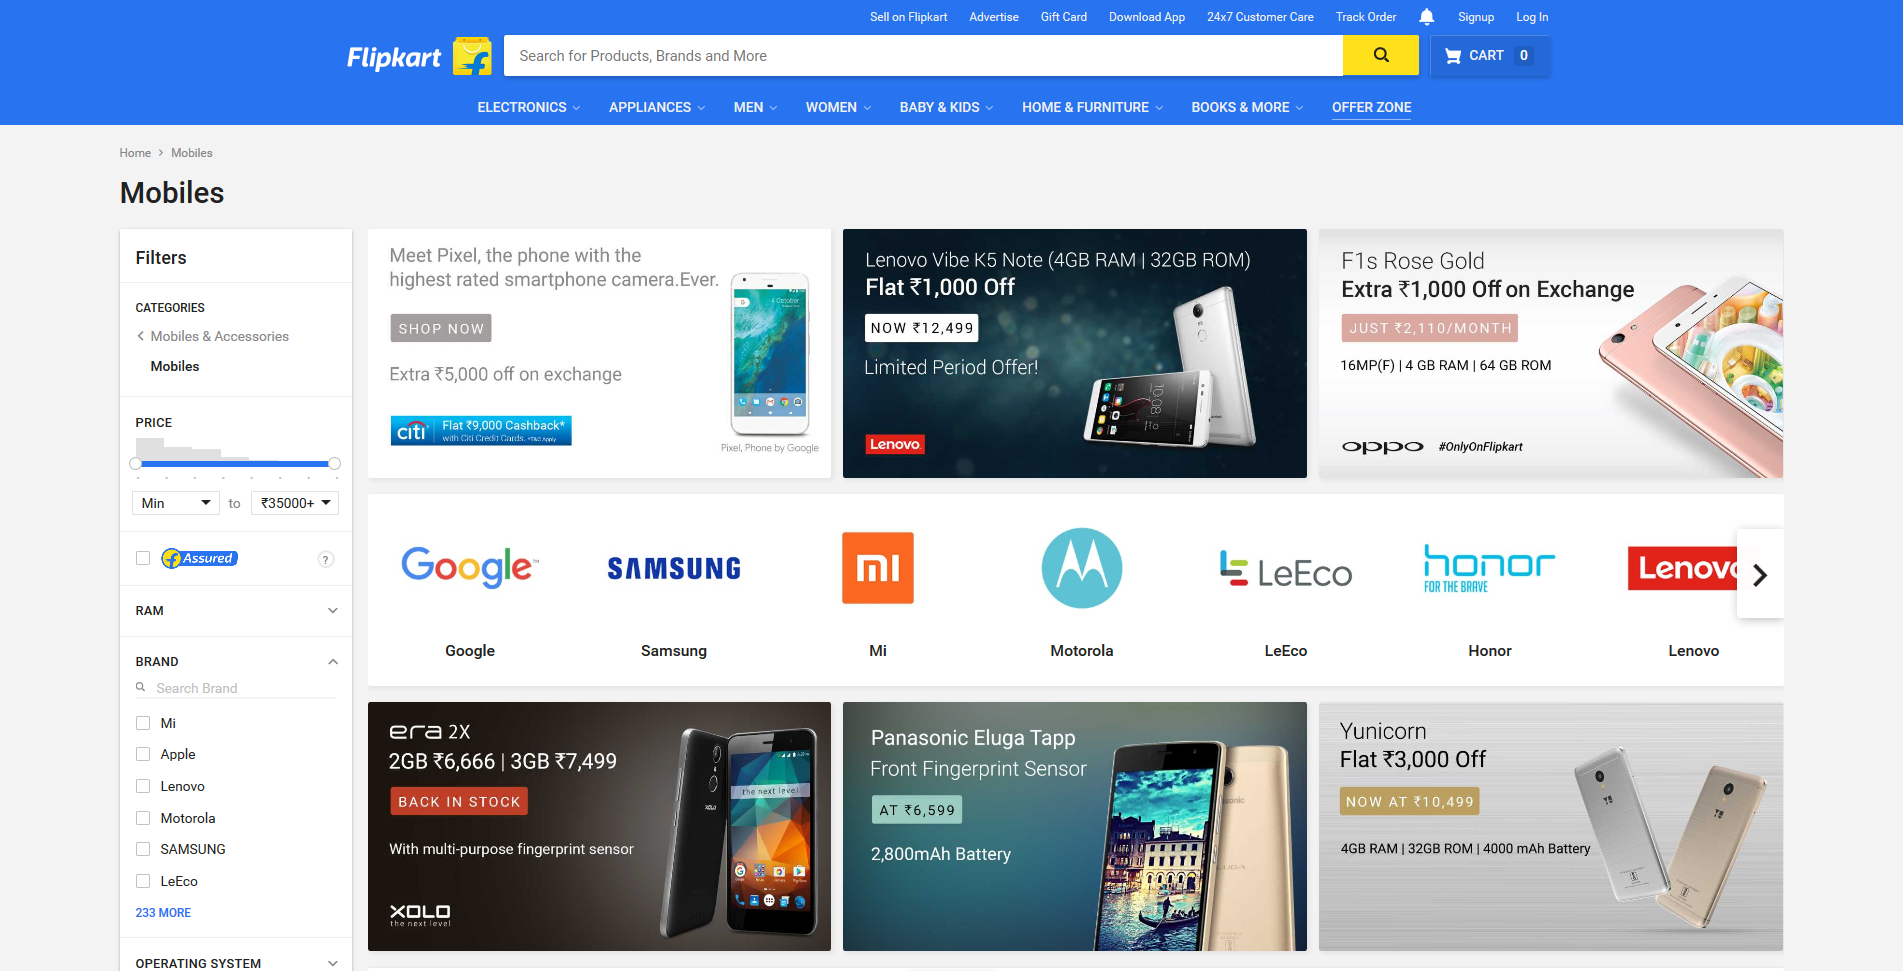 Sell on Flipkart
Advertise
Gift Card
Download App
24x7 Customer Care
Track Order
Signup
Log In
Flipkart
Search for Products, Brands and More
CART 0
ELECTRONICS
APPLIANCES
MEN
WOMEN
BABY & KIDS
HOME & FURNITURE
BOOKS & MORE
OFFER ZONE
Home > Mobiles
Mobiles
Filters
CATEGORIES
Mobiles & Accessories
Mobiles
PRICE
Min
to
₹35000+
Assured
?
RAM
BRAND
Search Brand
Mi
Apple
Lenovo
Motorola
SAMSUNG
LeEco
233 MORE
OPERATING SYSTEM
Meet Pixel, the phone with the
highest rated smartphone camera.Ever.
SHOP NOW
Extra ₹5,000 off on exchange
citi
Flat ₹9,000 Cashback*
with Citi Credit Cards. *T&C Apply
4 October
Pixel, Phone by Google
Lenovo Vibe K5 Note (4GB RAM | 32GB ROM)
Flat ₹1,000 Off
NOW ₹12,499
Limited Period Offer!
Lenovo
10:08
F1s Rose Gold
Extra ₹1,000 Off on Exchange
JUST ₹2,110/MONTH
16MP(F) | 4 GB RAM | 64 GB ROM
oppo
#OnlyOnFlipkart
Google
SAMSUNG
mi
LeEco
honor
FOR THE BRAVE
Lenovo
Google
Samsung
Mi
Motorola
LeEco
Honor
Lenovo
era 2X
2GB ₹6,666 | 3GB ₹7,499
BACK IN STOCK
With multi-purpose fingerprint sensor
XOLO
the next level
XOLO
the next level
Panasonic Eluga Tapp
Front Fingerprint Sensor
AT ₹6,599
2,800mAh Battery
Yunicorn
Flat ₹3,000 Off
NOW AT ₹10,499
4GB RAM | 32GB ROM | 4000 mAh Battery
YU
YU